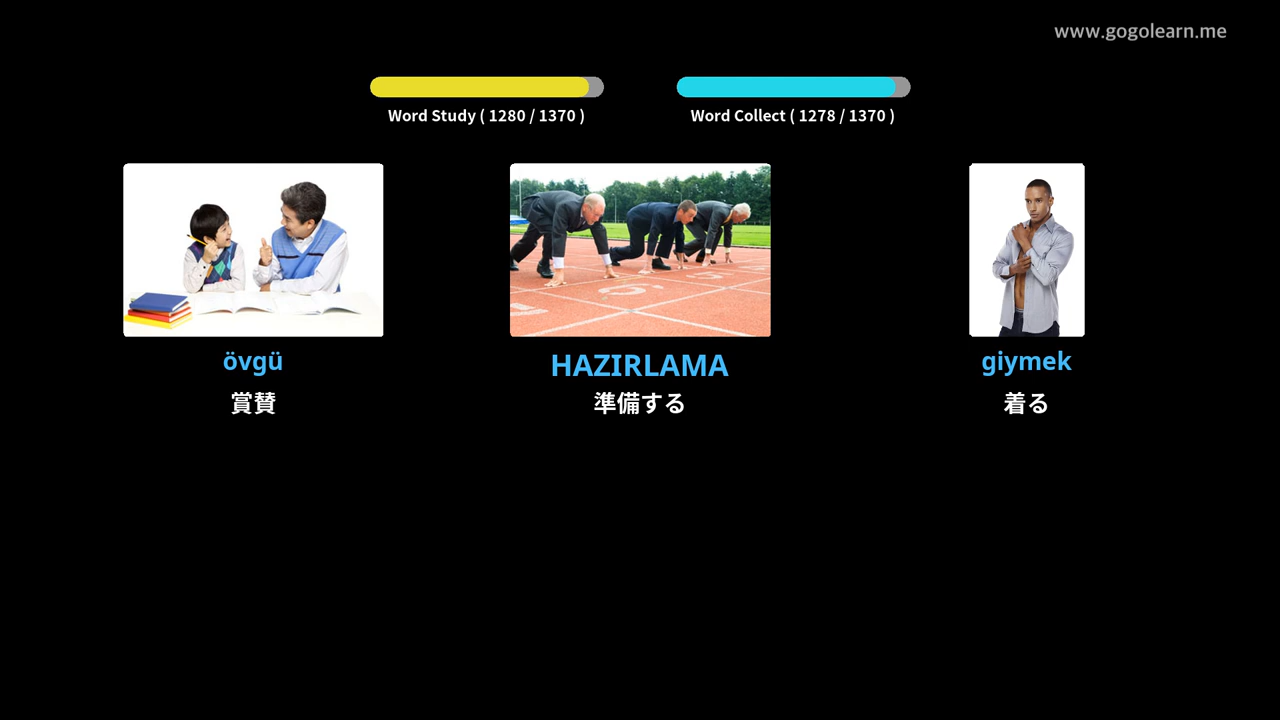 www.gogolearn.me
Word Study ( 1280 / 1370 )
Word Collect ( 1278 / 1370 )
övgü
賞賛
HAZIRLAMA
準備する
giymek
着る